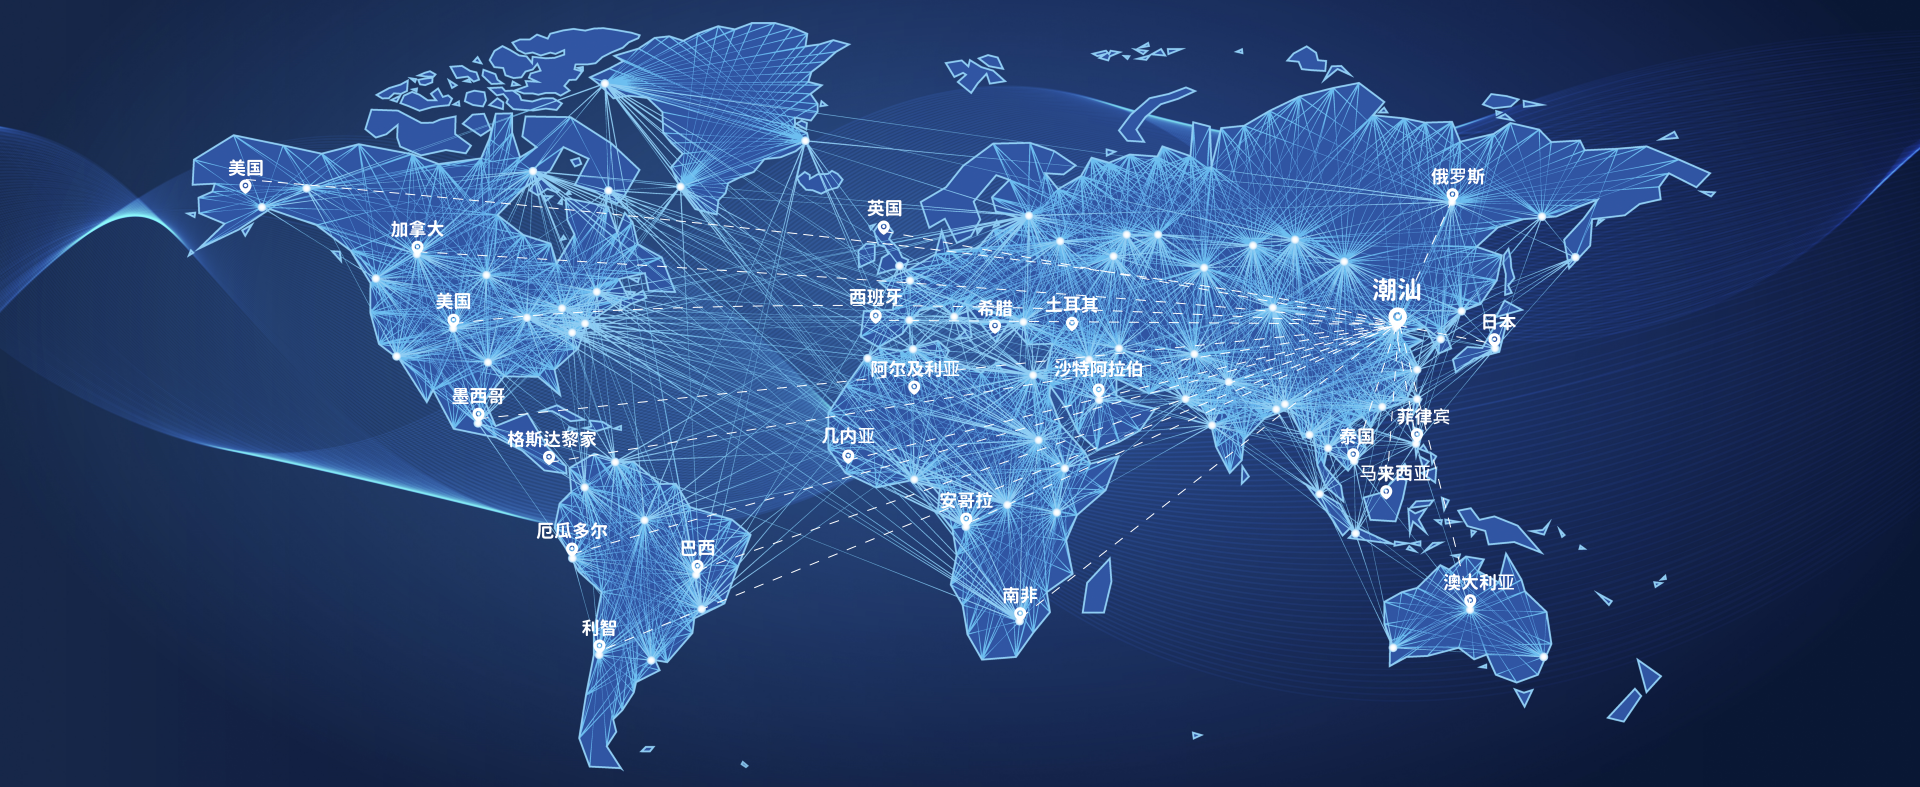 美国
俄罗斯
英国
加拿大
潮汕
西班牙
美国
希腊
土耳其
日本
阿尔及利亚
沙特阿拉伯
墨西哥
菲律宾
格斯达黎家
几内亚
泰国
马来西亚
安哥拉
厄瓜多尔
巴西
澳大利亚
南非
利智